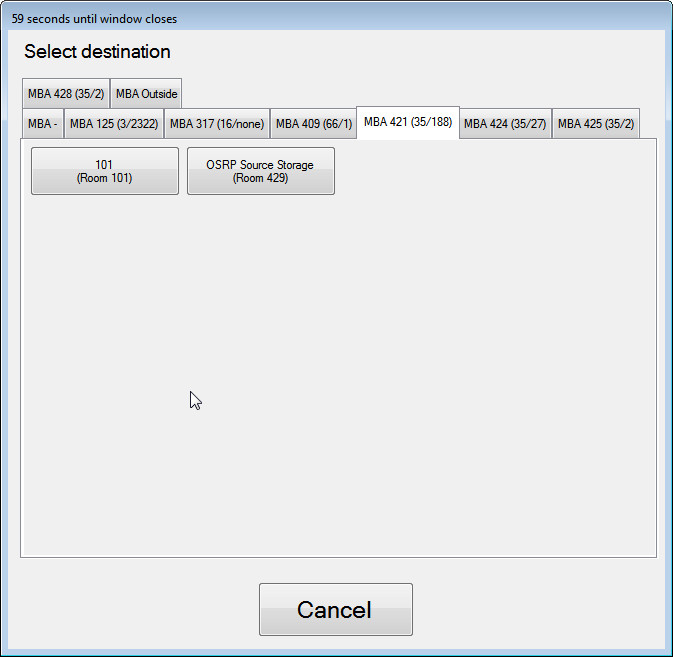 59 seconds until window closes
Select destination
MBA 428 (35/2) MBA Outside
MBA - MBA 125 (3/2322) MBA 317 (16/none) MBA 409 (66/1) MBA 421 (35/188) MBA 424 (35/27) MBA 425 (35/2)
101
(Room 101)
OSRP Source Storage
(Room 429)
Cancel